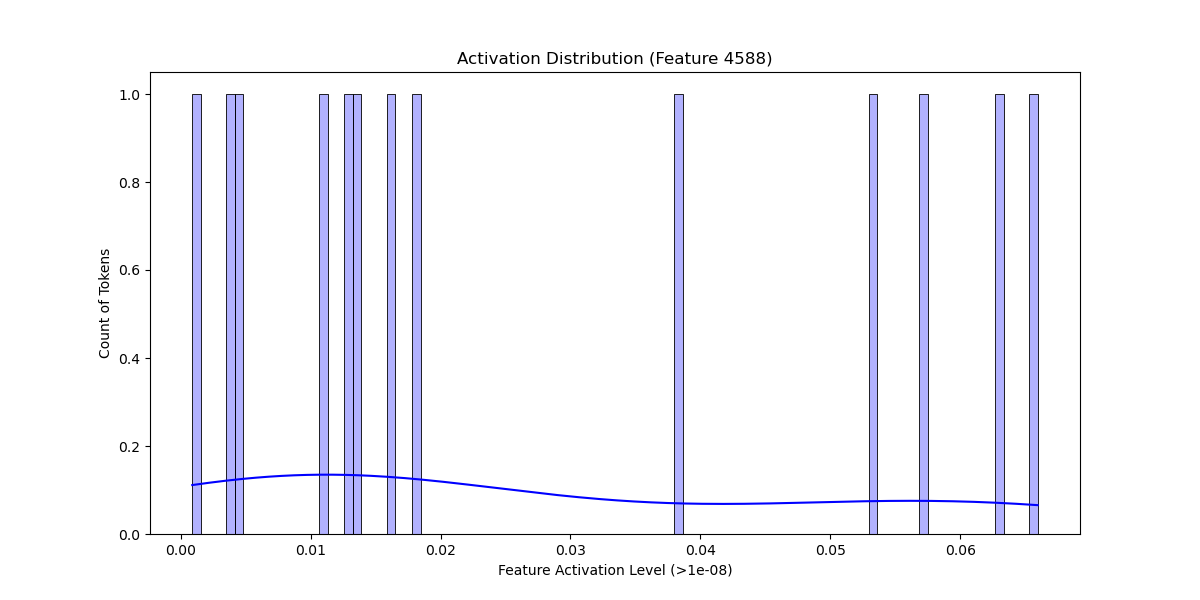 Activation Distribution (Feature 4588)
Count of Tokens
1.0
0.8
0.6
0.4
0.2
0.0
0.00 0.01 0.02 0.03 0.04 0.05 0.06
Feature Activation Level (>1e-08)